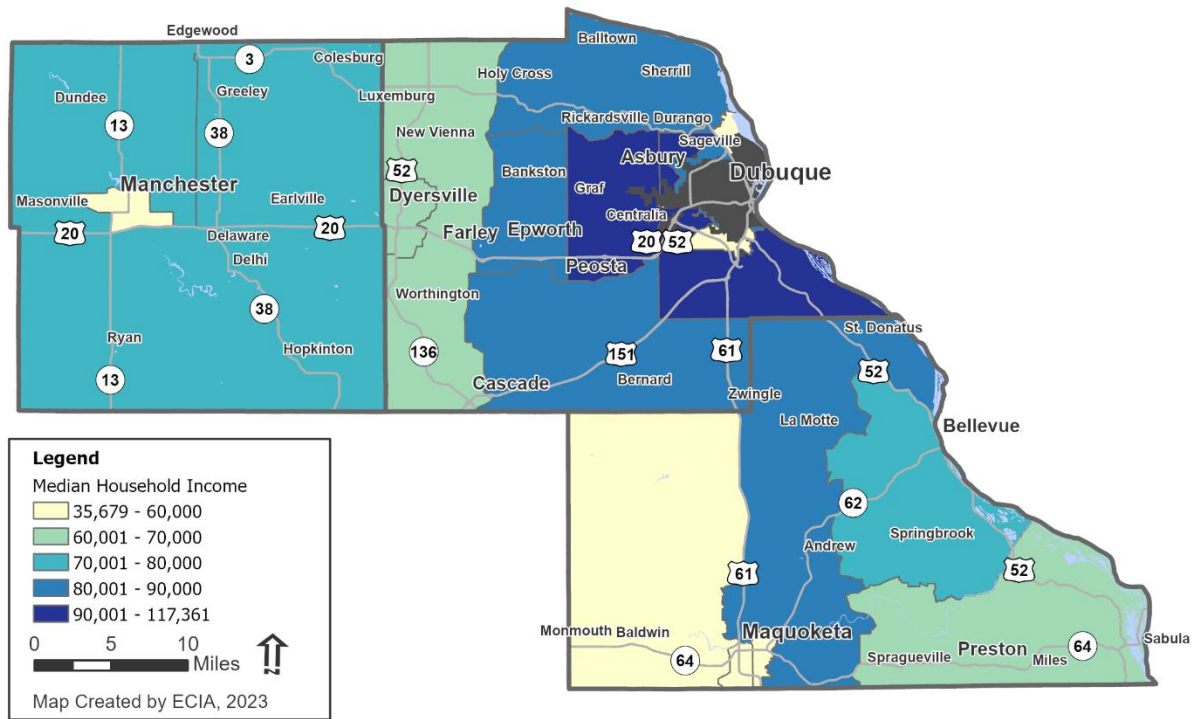 Edgewood
Balltown
3
Colesburg
Holy Cross
Sherrill
Dundee
Greeley
Luxemburg
13
38
New Vienna
Rickardsville
Durango
Sageville
52
Bankston
Asbury
Manchester
Dyersville
Graf
Dubuque
Masonville
Earlville
Centralia
20
20
Delaware
Farley
Epworth
20
52
Delhi
Peosta
Worthington
38
St. Donatus
Ryan
Hopkinton
136
151
61
13
Cascade
Bernard
Zwingle
52
La Motte
Bellevue
62
Andrew
Springbrook
61
52
Monmouth
Baldwin
Maquoketa
64
Spragueville
Preston
Miles
64
Sabula
Legend
Median Household Income
35,679 - 60,000
60,001 - 70,000
70,001 - 80,000
80,001 - 90,000
90,001 - 117,361
0 5 10
Miles
N
Map Created by ECIA, 2023